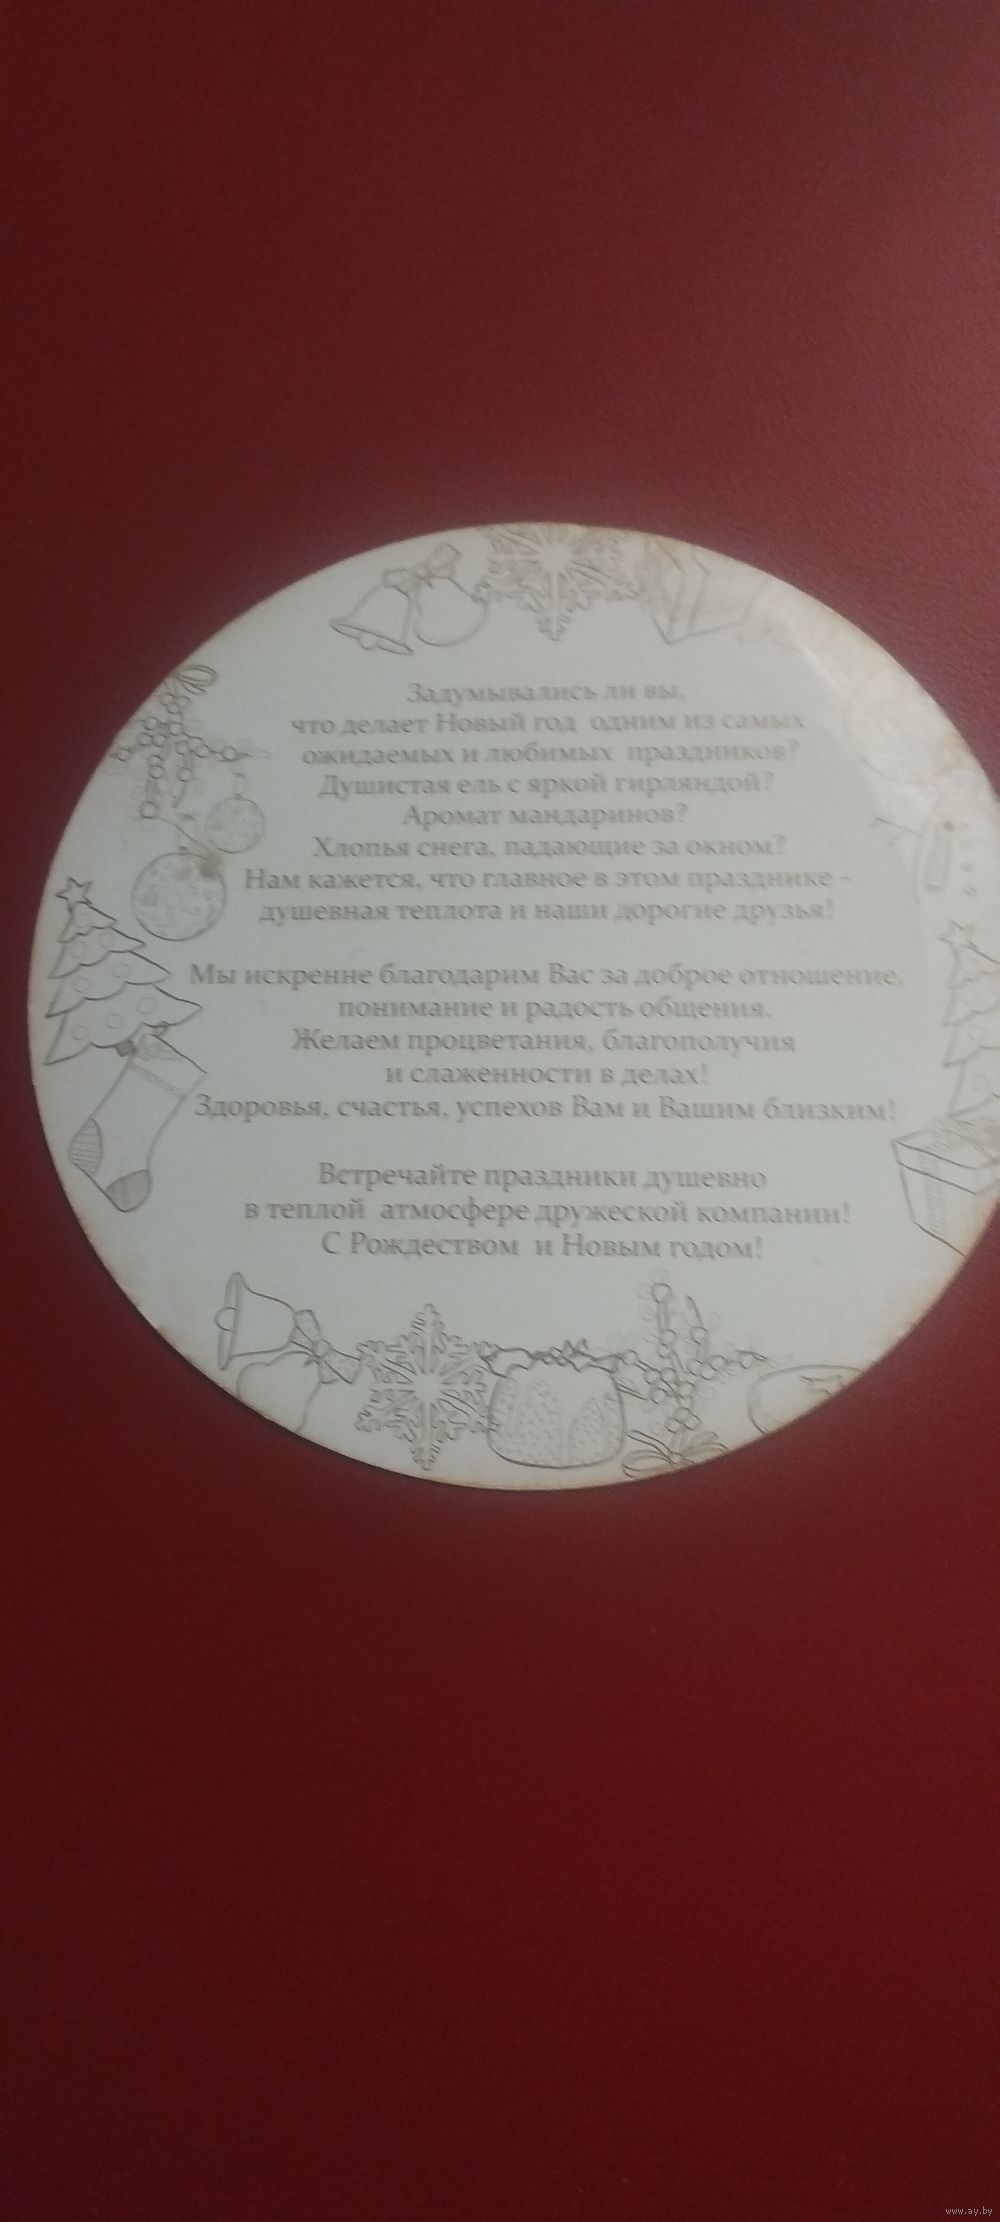 Задумывались ли вы,
что делает Новый год одним из самых
ожидаемых и любимых праздников?
Душистая ель с яркой гирляндой?
Аромат мандаринов?
Хлопья снега, падающие за окном?
Нам кажется, что главное в этом празднике -
душевная теплота и наши дорогие друзья!
Мы искренне благодарим Вас за доброе отношение,
понимание и радость общения.
Желаем процветания, благополучия
и слаженности в делах!
Здоровья, счастья, успехов Вам и Вашим близким!
Встречайте праздники душевно
в теплой атмосфере дружеской компании!
С Рождеством и Новым годом!
www.ay.by